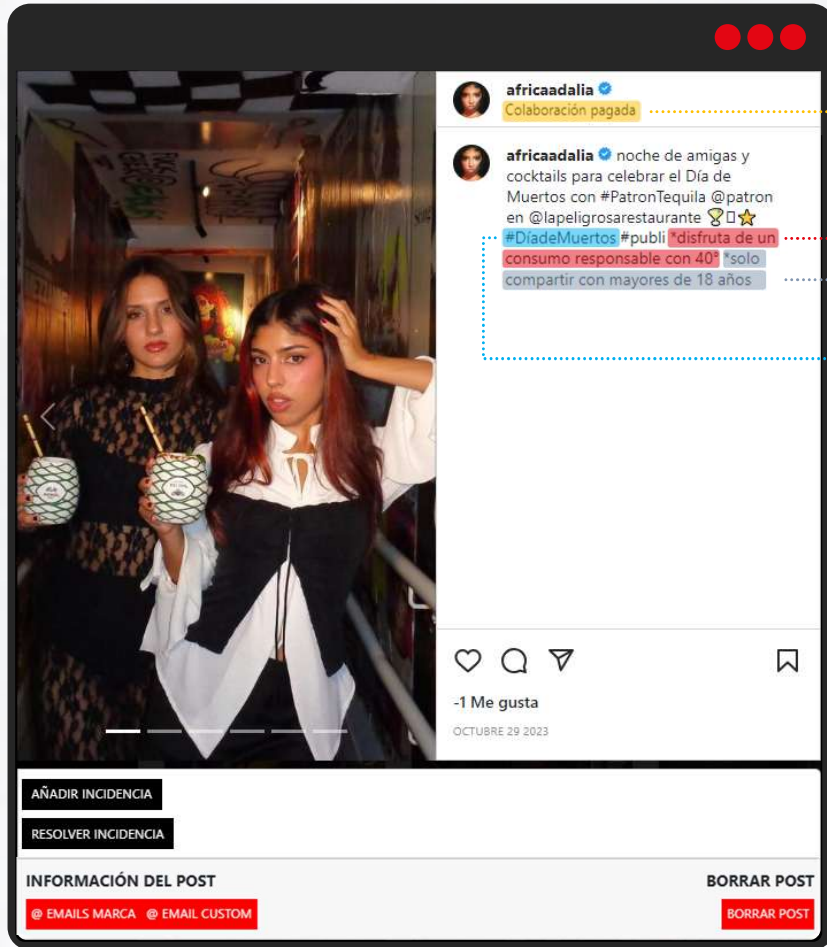 africaadalia
Colaboración pagada
africaadalia noche de amigas y
cocktails para celebrar el Día de
Muertos con #PatronTequila @patron
en @lapeligrosarestaurante 🏆▯⭐
#DíadeMuertos #publi *disfruta de un
consumo responsable con 40° *solo
compartir con mayores de 18 años
-1 Me gusta
OCTUBRE 29 2023
AÑADIR INCIDENCIA
RESOLVER INCIDENCIA
INFORMACIÓN DEL POST
BORRAR POST
@ EMAILS MARCA @ EMAIL CUSTOM
BORRAR POST